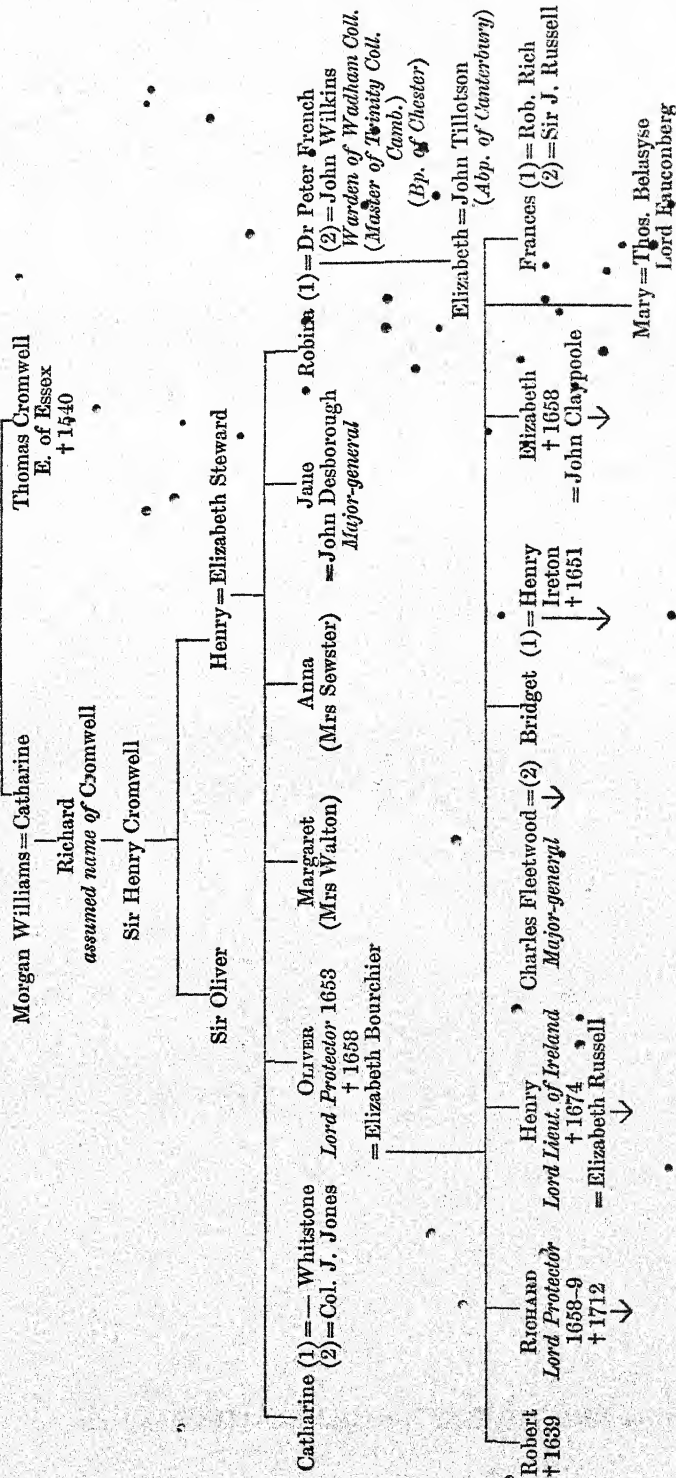 Morgan Williams=Catharine
Thomas Cromwell
E. of Essex
†1540
Richard
assumed name of Cromwell
Sir Henry Cromwell
Sir Oliver
Henry=Elizabeth Steward
Catharine (1)=— Whitstone
(2)=Col. J. Jones
OLIVER
Lord Protector 1653
†1658
=Elizabeth Bourchier
Margaret
(Mrs Walton)
Anna
(Mrs Sewster)
Jane
=John Desborough
Major-general
Robina (1)=Dr Peter French
(2)=John Wilkins
Warden of Wadham Coll.
(Master of Trinity Coll.
Camb.)
(Bp. of Chester)
Elizabeth=John Tillotson
(Abp. of Canterbury)
Robert
†1639
RICHARD
Lord Protector
1658-9
†1712
Henry
Lord Lieut. of Ireland
†1674
=Elizabeth Russell
Charles Fleetwood=(2) Bridget (1)=Henry
Major-general
Ireton
†1651
Elizabeth
†1658
=John Claypoole
Mary=Thos. Belasyse
Lord Fauconberg
Frances (1)=Rob. Rich
(2)=Sir J. Russell